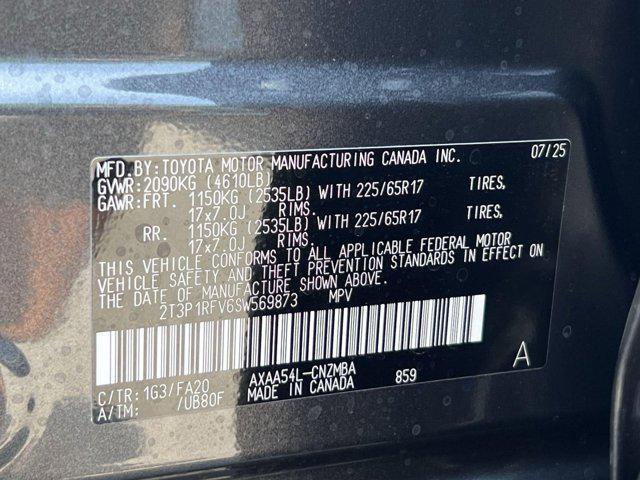 MFD.BY:TOYOTA MOTOR MANUFACTURING CANADA INC. 07/25
GVWR:2090KG (4610LB)
GAWR:FRT. 1150KG (2535LB) WITH 225/65R17 TIRES,
17x7.0J RIMS.
RR. 1150KG (2535LB) WITH 225/65R17 TIRES,
17x7.0J RIMS.
THIS VEHICLE CONFORMS TO ALL APPLICABLE FEDERAL MOTOR
VEHICLE SAFETY AND THEFT PREVENTION STANDARDS IN EFFECT ON
THE DATE OF MANUFACTURE SHOWN ABOVE.
2T3P1RFV6SW569873 MPV
C/TR: 1G3/FA20 AXAA54L-CNZMBA 859 A
A/TM: /UB80F MADE IN CANADA